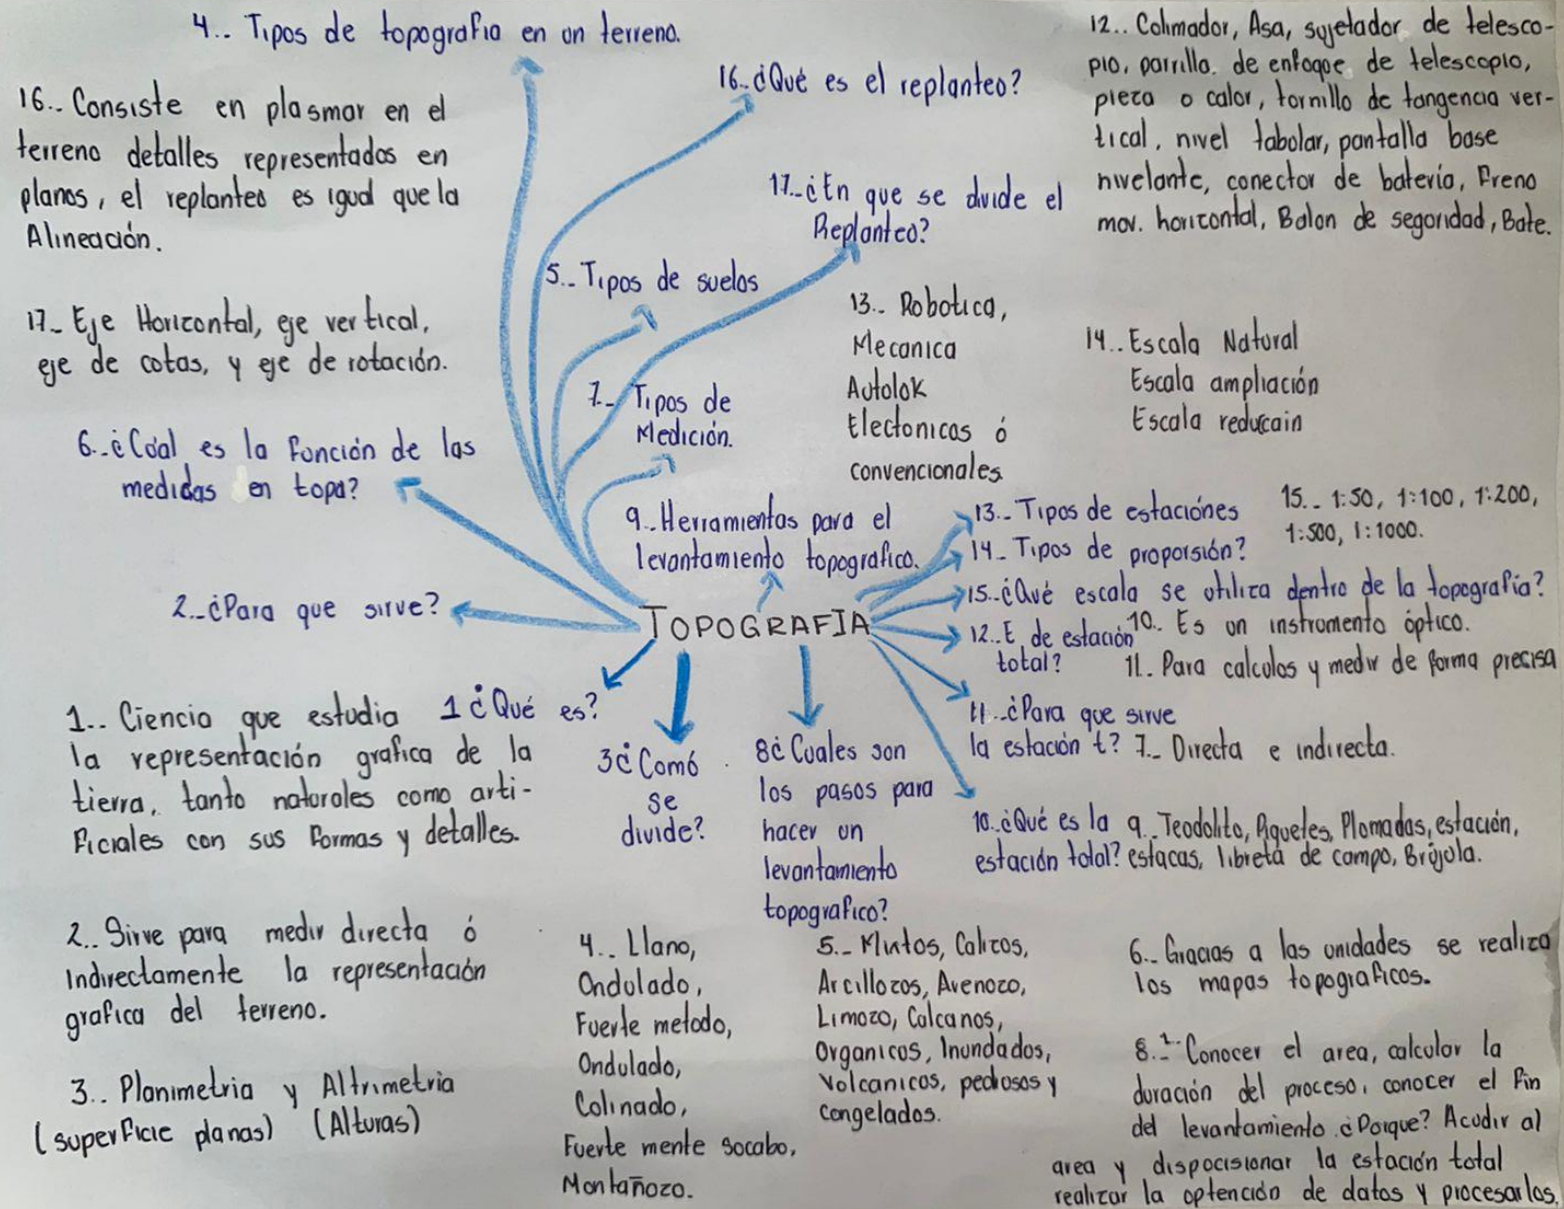 4.. Tipos de topografia en un terreno.
16.. Consiste en plasmar en el
terreno detalles representados en
planos, el replanteo es igual que la
Alineación.
16.. ¿Qué es el replanteo?
17.. ¿En que se divide el
Replanteo?
12.. Colimador, Asa, sujetador de telesco-
pio, parrilla. de enfoque de telescopio,
pieza o calor, tornillo de tangencia ver-
tical, nivel tabolar, pantalla base
nivelante, conector de bateria, Freno
mov. horizontal, Balon de seguridad, Bate.
17.. Eje Horizontal, eje vertical,
eje de cotas, y eje de rotación.
5.. Tipos de suelos
13.. Robotica,
Mecanica
Autolok
Electonicas ó
convencionales.
14.. Escala Natural
Escala ampliación
Escala reduccain
7.. Tipos de
Medición.
6.. ¿Cúal es la función de las
medidas en topa?
9.. Herramientas para el
levantamiento topografico.
13.. Tipos de estaciónes
14.. Tipos de proporsión?
15.. 1:50, 1:100, 1:200,
1:500, 1:1000.
15.. ¿Qué escala se utiliza dentro de la topografia?
2.. ¿Para que sirve?
TOPOGRAFIA
12.. E de estación
total?
10.. Es un instrumento óptico.
11.. Para calculos y medir de forma precisa
1 ¿Qué es?
1.. Ciencia que estudia
la representación grafica de la
tierra, tanto naturales como arti-
ficiales con sus formas y detalles.
3 ¿Comó
se
divide?
8 ¿Cuales son
los pasos para
hacer un
levantamiento
topografico?
11.. ¿Para que sirve
la estación t?
7.. Directa e indirecta.
10. ¿Qué es la
estación total?
9.. Teodolito, Piquetes, Plomadas, estación,
estacas, libreta de campo, Brújola.
2.. Sirve para medir directa ó
Indirectamente la representación
grafica del terreno.
3.. Planimetria y Altrimetria
(superficie planas) (Alturas)
4.. Llano,
Ondulado,
Fuerte metodo,
Ondulado,
Colinado,
Fuerte mente socabo,
Montañozo.
5.. Mixtos, Calizos,
Arcillozos, Arenozo,
Limozo, Calcanos,
Organicos, Inundados,
Volcanicos, pedrosos y
congelados.
6.. Gracias a las unidades se realiza
los mapas topograficos.
8.. 1.. Conocer el area, calcular la
duración del proceso, conocer el fin
del levantamiento ¿Porque? Acudir al
area y dispocisionar la estación total
realizar la optención de datos y procesarlos.